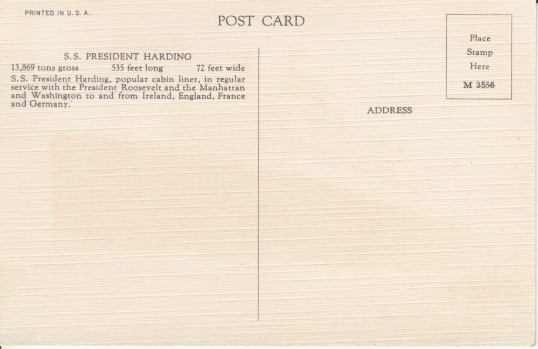 PRINTED IN U. S. A.
POST CARD
Place
Stamp
Here
M 3556
S.S. PRESIDENT HARDING
13,869 tons gross 535 feet long 72 feet wide
S.S. President Harding, popular cabin liner, in regular
service with the President Roosevelt and the Manhattan
and Washington to and from Ireland, England, France
and Germany.
ADDRESS